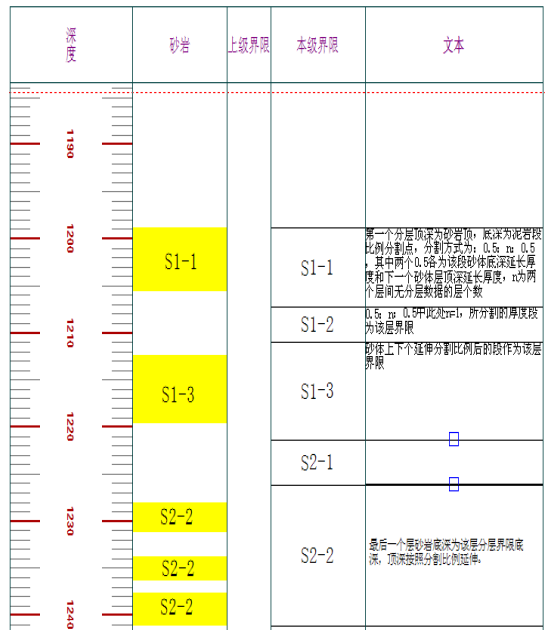 深度
砂岩
上级界限
本级界限
文本
1190
1200
1210
1220
1230
1240
S1-1
S1-3
S2-2
S2-2
S2-2
S1-1
S1-2
S1-3
S2-1
S2-2
第一个分层顶深为砂岩顶，底深为泥岩段
比例分割点，分割方式为：0.5：n：0.5
，其中两个0.5各为该段砂体底深延长厚
度和下一个砂体层顶深延长厚度，n为两
个层间无分层数据的层个数
0.5：n：0.5中此处n=1，所分割的厚度段
为该层界限
砂体上下个延伸分割比例后的段作为该层
界限
最后一个层砂岩底深为该层分层界限底
深，顶深按照分割比例延伸。